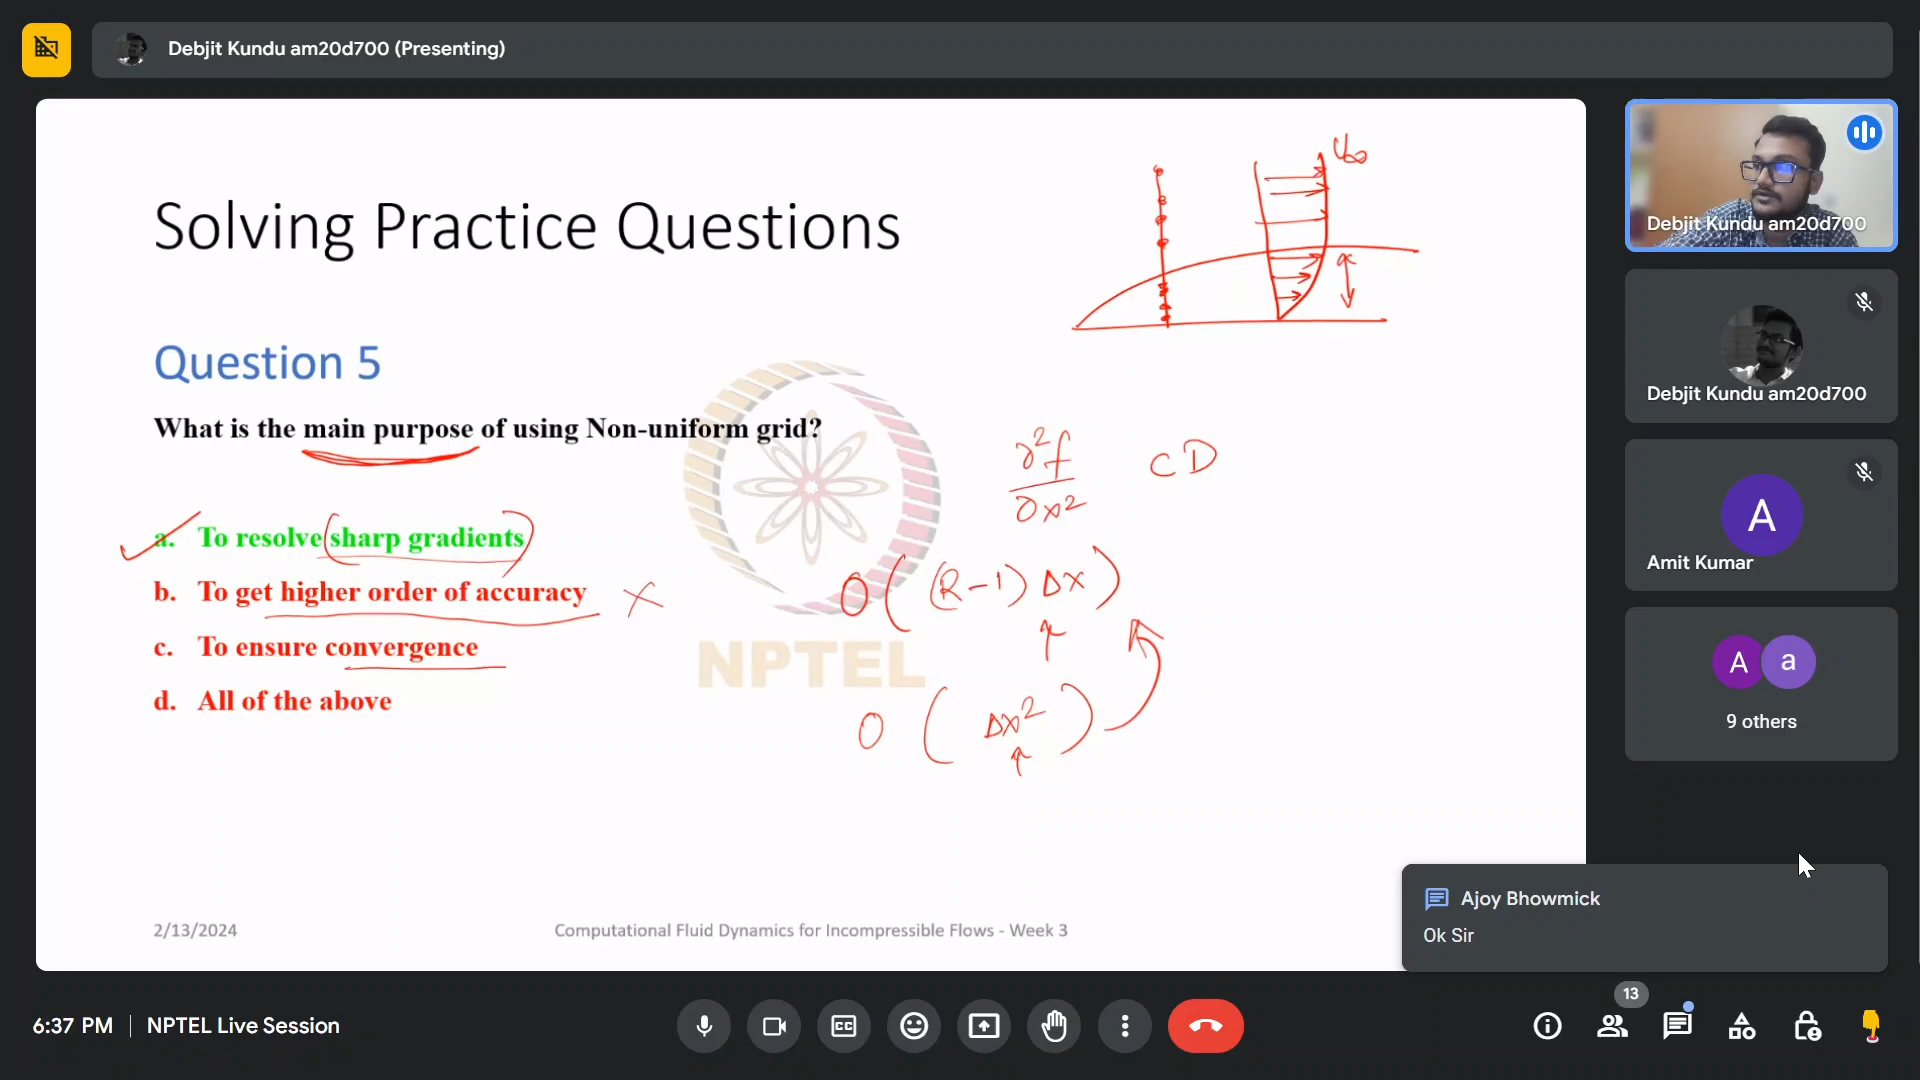 Debjit Kundu am20d700 (Presenting)
U∞
Solving Practice Questions
Question 5
What is the main purpose of using Non-uniform grid?
∂²f/∂x² CD
a. To resolve sharp gradients
b. To get higher order of accuracy
c. To ensure convergence
d. All of the above
O((R-1) Δx)
O(Δx²)
NPTEL
2/13/2024
Computational Fluid Dynamics for Incompressible Flows - Week 3
Debjit Kundu am20d700
Debjit Kundu am20d700
A
Amit Kumar
A a
9 others
Ajoy Bhowmick
Ok Sir
6:37 PM | NPTEL Live Session
CC
13